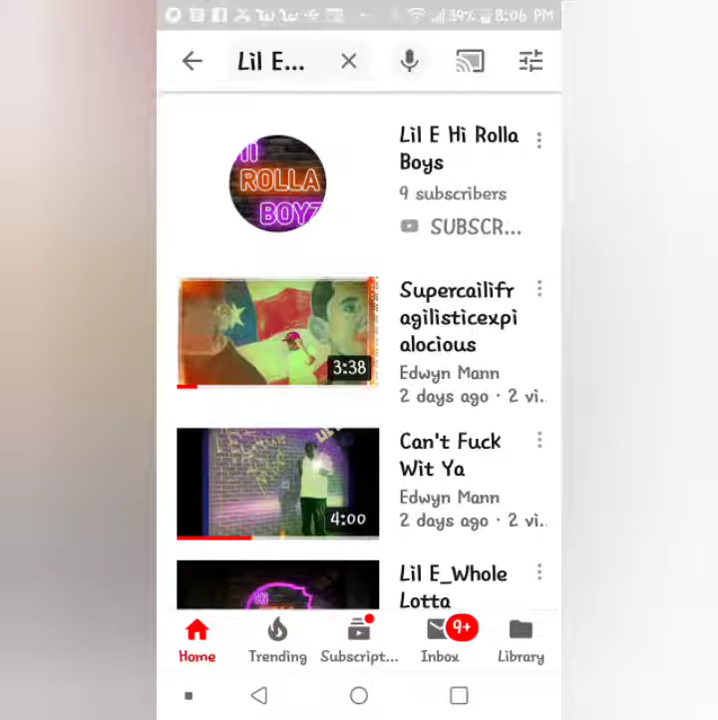 39% 8:06 PM
Lil E...
Lil E Hi Rolla
Boys
9 subscribers
SUBSCR...
HI
ROLLA
BOYZ
Supercailifr
agilisticexpi
alocious
3:38
Edwyn Mann
2 days ago · 2 vi..
Can't Fuck
Wit Ya
4:00
Edwyn Mann
2 days ago · 2 vi..
Lil E_Whole
Lotta
9+
Home
Trending
Subscript...
Inbox
Library